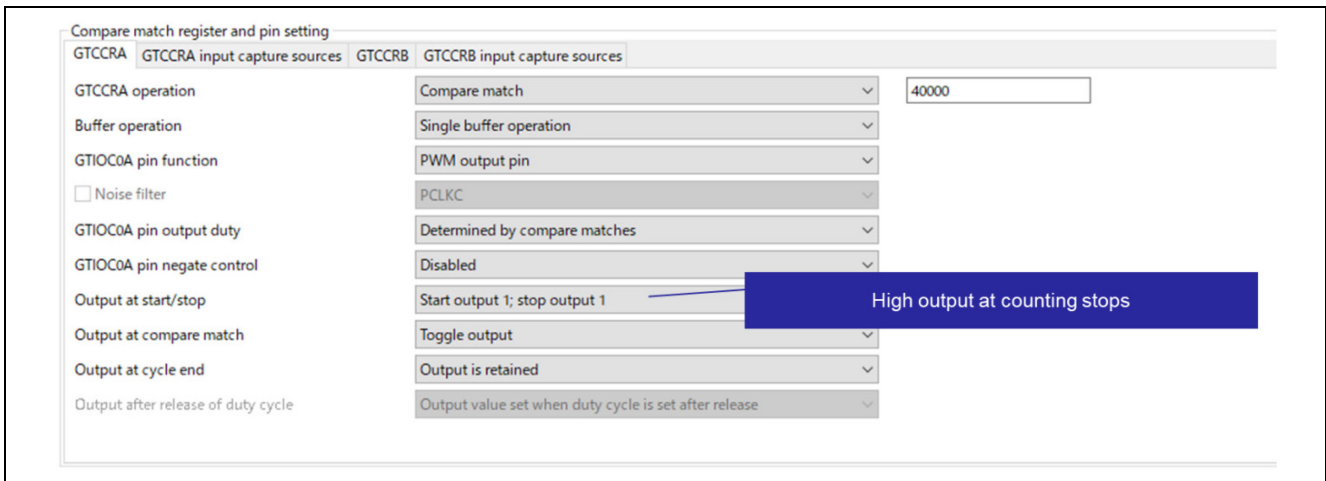 Compare match register and pin setting
GTCCRA GTCCRA input capture sources GTCCRB GTCCRB input capture sources
GTCCRA operation Compare match 40000
Buffer operation Single buffer operation
GTIOC0A pin function PWM output pin
Noise filter PCLKC
GTIOC0A pin output duty Determined by compare matches
GTIOC0A pin negate control Disabled
Output at start/stop Start output 1; stop output 1 High output at counting stops
Output at compare match Toggle output
Output at cycle end Output is retained
Output after release of duty cycle Output value set when duty cycle is set after release